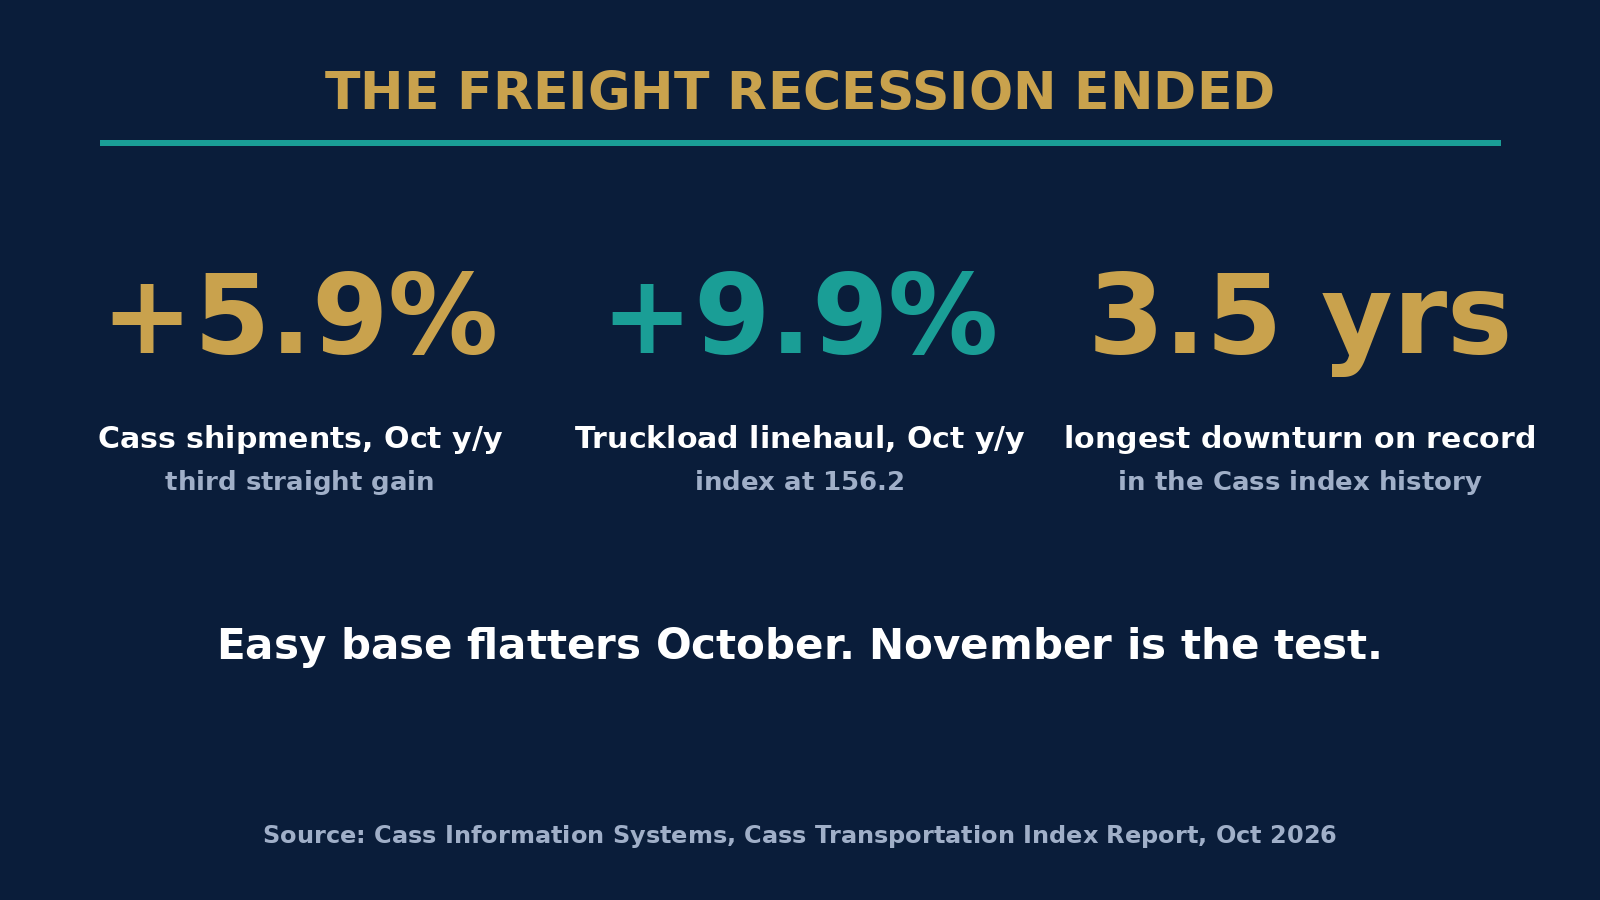 THE FREIGHT RECESSION ENDED
+5.9%
Cass shipments, Oct y/y
third straight gain
+9.9%
Truckload linehaul, Oct y/y
index at 156.2
3.5 yrs
longest downturn on record
in the Cass index history
Easy base flatters October. November is the test.
Source: Cass Information Systems, Cass Transportation Index Report, Oct 2026